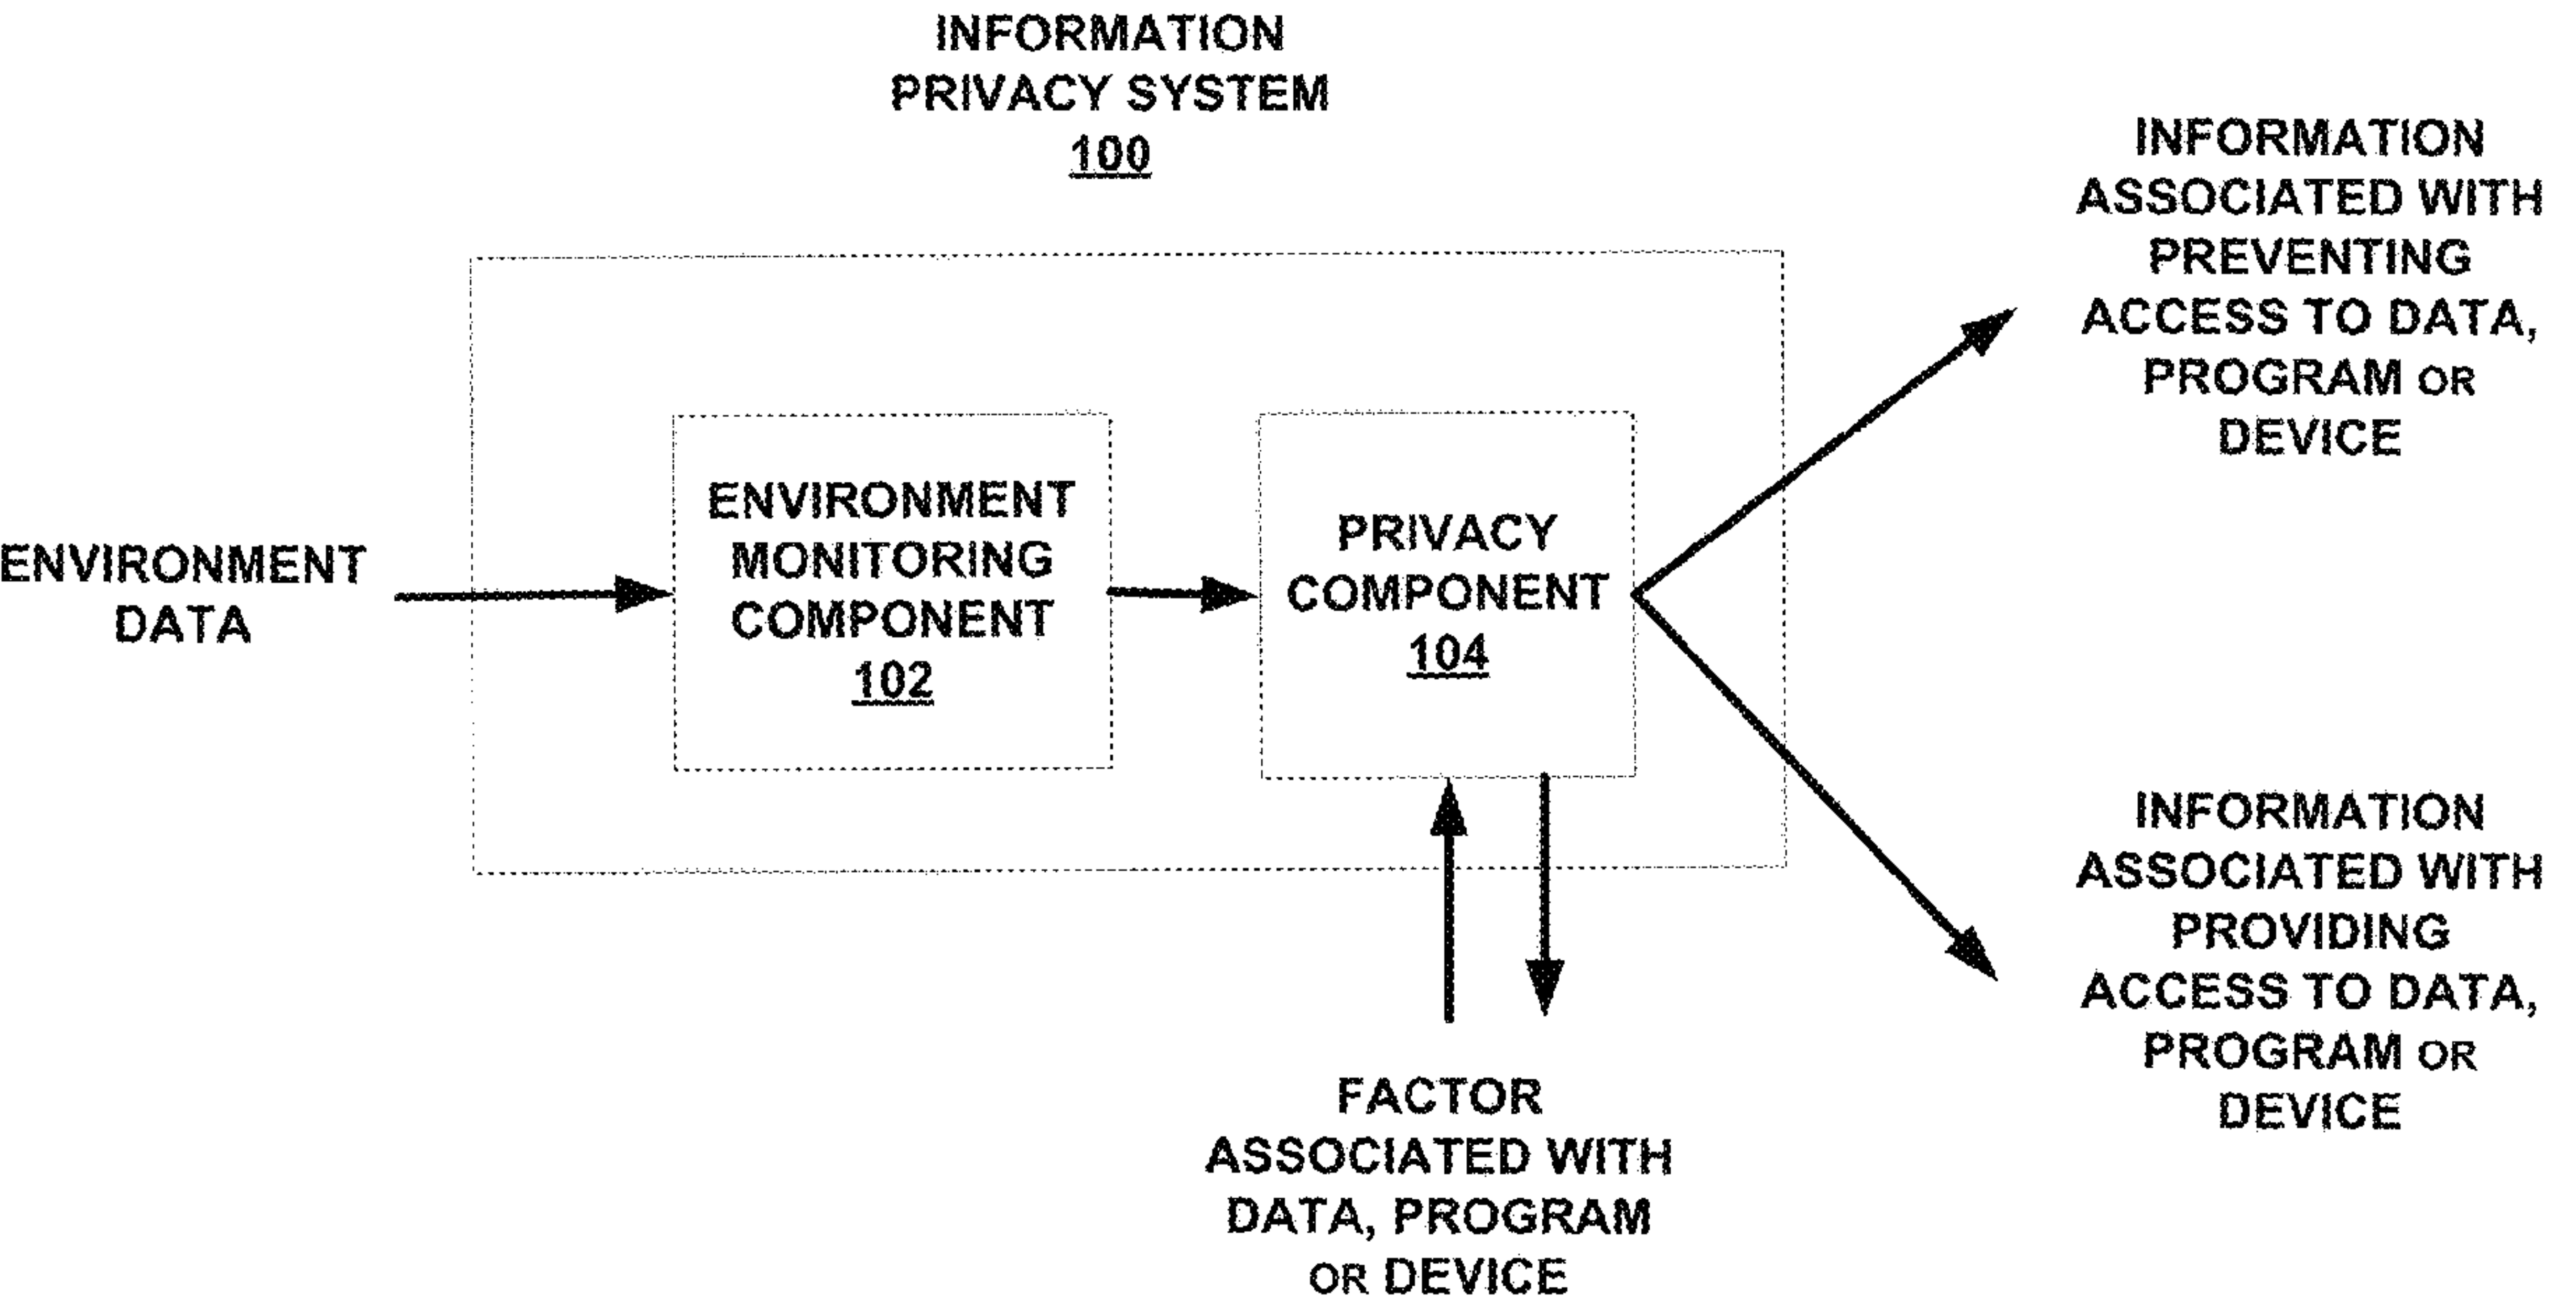 INFORMATION
PRIVACY SYSTEM
100
ENVIRONMENT
DATA
ENVIRONMENT
MONITORING
COMPONENT
102
PRIVACY
COMPONENT
104
INFORMATION
ASSOCIATED WITH
PREVENTING
ACCESS TO DATA,
PROGRAM OR
DEVICE
INFORMATION
ASSOCIATED WITH
PROVIDING
ACCESS TO DATA,
PROGRAM OR
DEVICE
FACTOR
ASSOCIATED WITH
DATA, PROGRAM
OR DEVICE